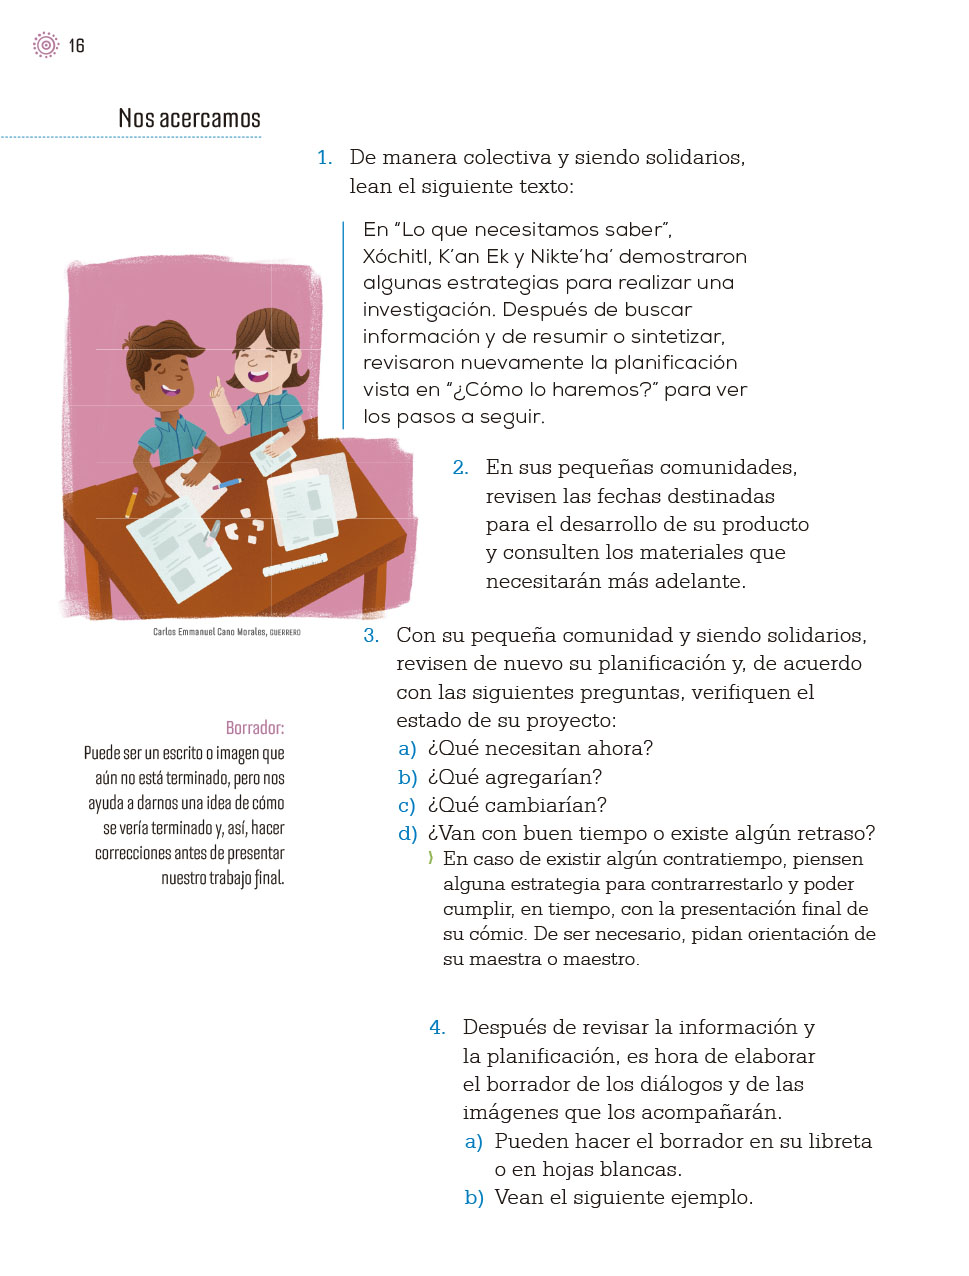 16
Nos acercamos
1. De manera colectiva y siendo solidarios,
lean el siguiente texto:
En “Lo que necesitamos saber”,
Xóchitl, K’an Ek y Nikte’ha’ demostraron
algunas estrategias para realizar una
investigación. Después de buscar
información y de resumir o sintetizar,
revisaron nuevamente la planificación
vista en “¿Cómo lo haremos?” para ver
los pasos a seguir.
2. En sus pequeñas comunidades,
revisen las fechas destinadas
para el desarrollo de su producto
y consulten los materiales que
necesitarán más adelante.
Carlos Emmanuel Cano Morales, GUERRERO
3. Con su pequeña comunidad y siendo solidarios,
revisen de nuevo su planificación y, de acuerdo
con las siguientes preguntas, verifiquen el
estado de su proyecto:
a) ¿Qué necesitan ahora?
b) ¿Qué agregarían?
c) ¿Qué cambiarían?
d) ¿Van con buen tiempo o existe algún retraso?
En caso de existir algún contratiempo, piensen
alguna estrategia para contrarrestarlo y poder
cumplir, en tiempo, con la presentación final de
su cómic. De ser necesario, pidan orientación de
su maestra o maestro.
Borrador:
Puede ser un escrito o imagen que
aún no está terminado, pero nos
ayuda a darnos una idea de cómo
se vería terminado y, así, hacer
correcciones antes de presentar
nuestro trabajo final.
4. Después de revisar la información y
la planificación, es hora de elaborar
el borrador de los diálogos y de las
imágenes que los acompañarán.
a) Pueden hacer el borrador en su libreta
o en hojas blancas.
b) Vean el siguiente ejemplo.